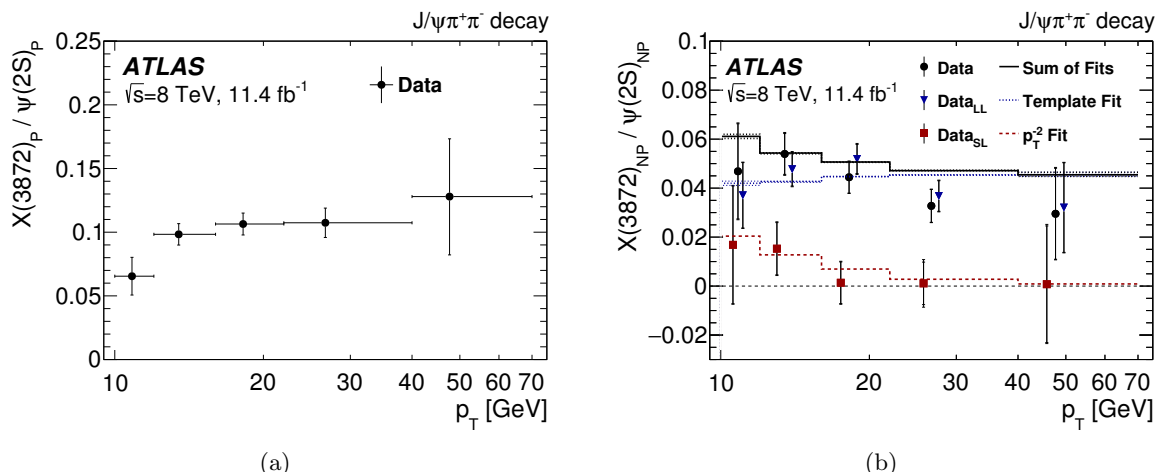 J/ψπ⁺π⁻ decay
X(3872)_P / ψ(2S)_P
0.25
0.2
0.15
0.1
0.05
0
ATLAS
√s=8 TeV, 11.4 fb⁻¹
Data
10 20 30 40 50 60 70
p_T [GeV]
(a)
J/ψπ⁺π⁻ decay
X(3872)_NP / ψ(2S)_NP
0.1
0.08
0.06
0.04
0.02
0
−0.02
ATLAS
√s=8 TeV, 11.4 fb⁻¹
Data
Data_LL
Data_SL
Sum of Fits
Template Fit
p_T⁻² Fit
10 20 30 40 50 60 70
p_T [GeV]
(b)